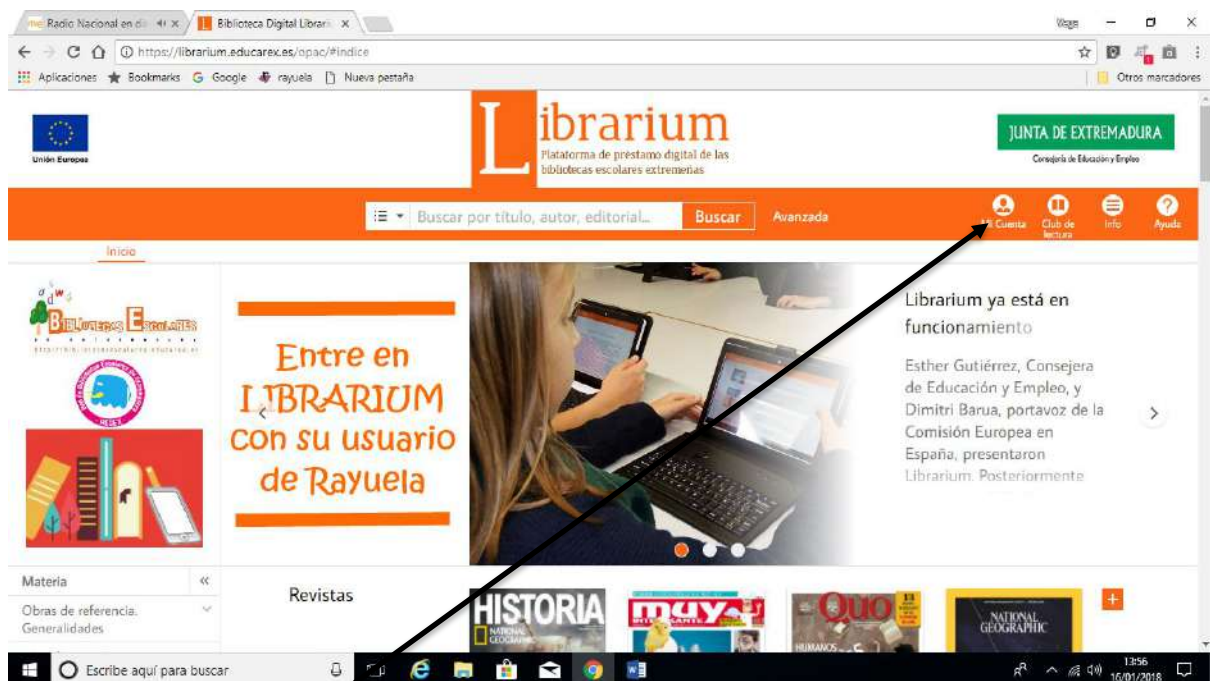 Radio Nacional en di
Biblioteca Digital Librari
https://librarium.educarex.es/opac/#indice
Aplicaciones
Bookmarks
Google
rayuela
Nueva pestaña
Otros marcadores
Unión Europea
Librarium
Plataforma de préstamo digital de las
bibliotecas escolares extremeñas
JUNTA DE EXTREMADURA
Consejería de Educación y Empleo
Buscar por título, autor, editorial...
Buscar
Avanzada
Mi Cuenta
Club de
lectura
Info
Ayuda
Inicio
BIBLIOTECAS ESCOLARES
Entre en
LIBRARIUM
con su usuario
de Rayuela
Librarium ya está en
funcionamiento
Esther Gutiérrez, Consejera
de Educación y Empleo, y
Dimitri Barua, portavoz de la
Comisión Europea en
España, presentaron
Librarium. Posteriormente
Materia
Obras de referencia.
Generalidades
Revistas
HISTORIA
NATIONAL
GEOGRAPHIC
muy
Quo
HUMANOS
NATIONAL
GEOGRAPHIC
Escribe aquí para buscar
13:56
16/01/2018